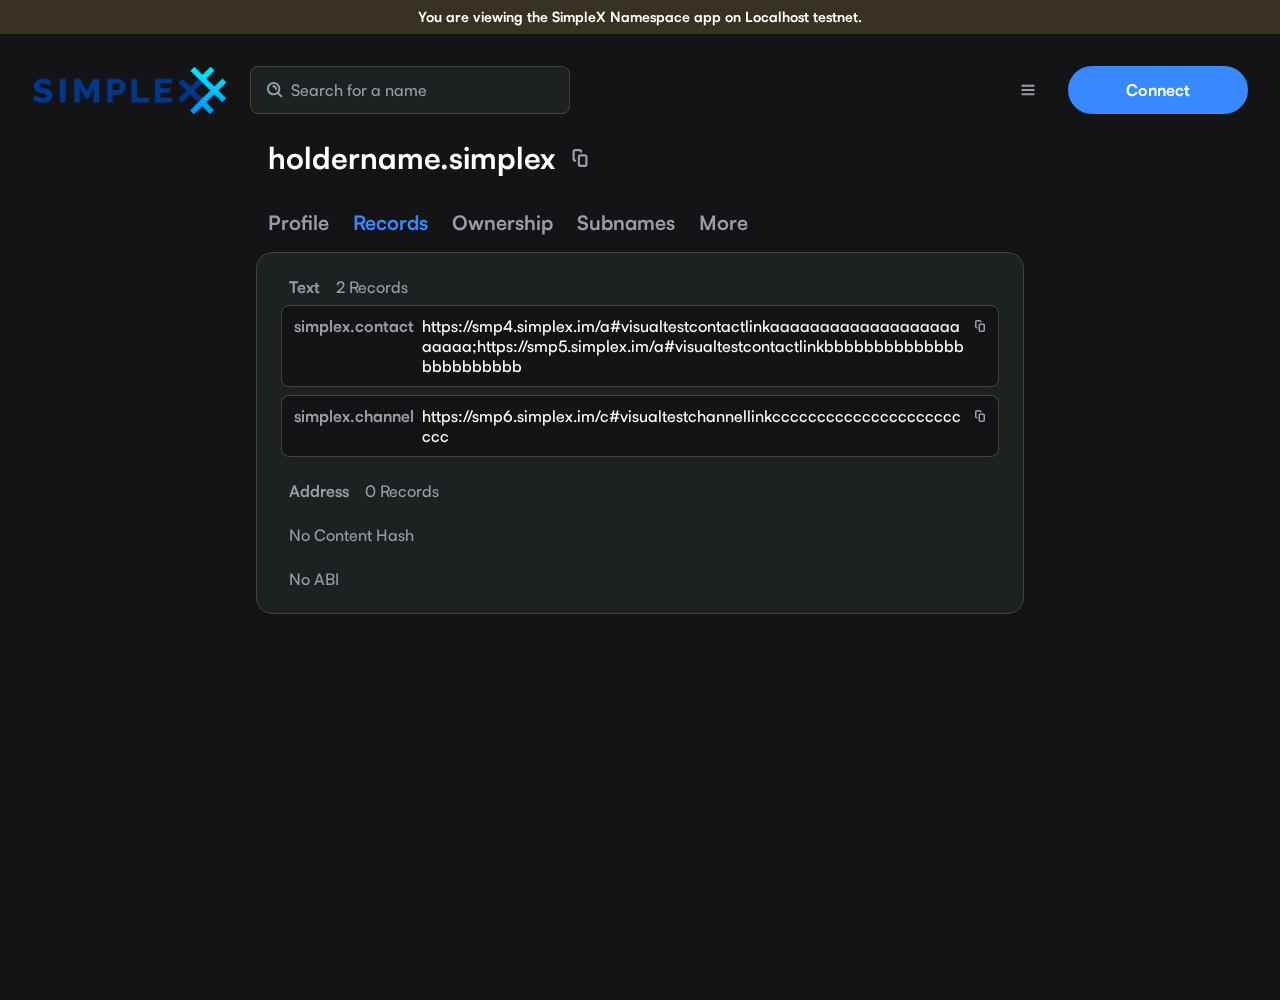 You are viewing the SimpleX Namespace app on Localhost testnet.
SIMPLEX
Search for a name
Connect
holdername.simplex
Profile
Records
Ownership
Subnames
More
Text 2 Records
simplex.contact https://smp4.simplex.im/a#visualtestcontactlinkaaaaaaaaaaaaaaaaaaa
aaaaa;https://smp5.simplex.im/a#visualtestcontactlinkbbbbbbbbbbbbbb
bbbbbbbbbb
simplex.channel https://smp6.simplex.im/c#visualtestchannellinkccccccccccccccccccccc
ccc
Address 0 Records
No Content Hash
No ABI